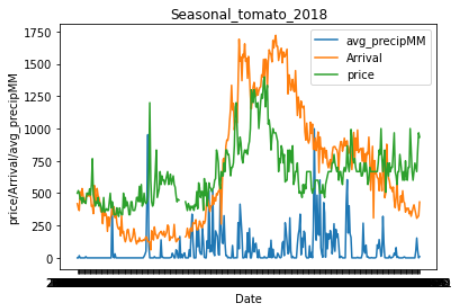 Seasonal_tomato_2018
avg_precipMM
Arrival
price
price/Arrival/avg_precipMM
1750
1500
1250
1000
750
500
250
0
Date